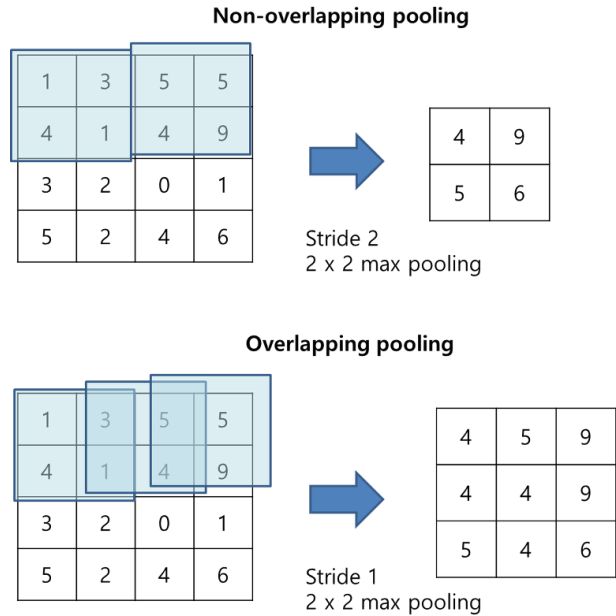 Non-overlapping pooling
1 3 5 5
4 1 4 9
3 2 0 1
5 2 4 6
4 9
5 6
Stride 2
2 x 2 max pooling
Overlapping pooling
1 3 5 5
4 1 4 9
3 2 0 1
5 2 4 6
4 5 9
4 4 9
5 4 6
Stride 1
2 x 2 max pooling